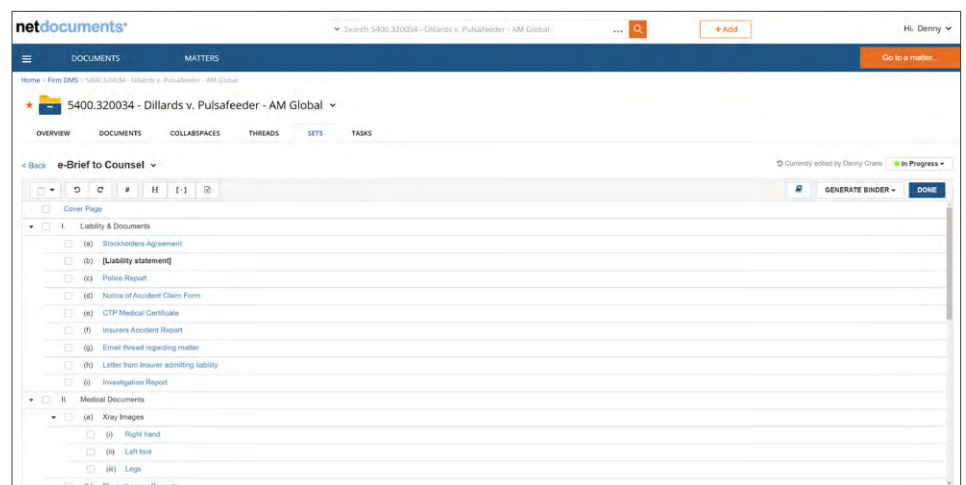 netdocuments
Search 5400.320034 - Dillards v. Pulsafeeder - AM Global ... + Add Hi, Denny
DOCUMENTS MATTERS Go to a matter...
Home > Firm DMS > 5400.320034 - Dillards v. Pulsafeeder - AM Global
5400.320034 - Dillards v. Pulsafeeder - AM Global
OVERVIEW DOCUMENTS COLLABSPACES THREADS SETS TASKS
< Back e-Brief to Counsel Currently edited by Denny Crane In Progress
# H [·] GENERATE BINDER DONE
Cover Page
I. Liability & Documents
(a) Stockholders Agreement
(b) [Liability statement]
(c) Police Report
(d) Notice of Accident Claim Form
(e) CTP Medical Certificate
(f) Insurers Accident Report
(g) Email thread regarding matter
(h) Letter from Insurer admitting liability
(i) Investigation Report
II. Medical Documents
(a) Xray Images
(i) Right hand
(ii) Left foot
(iii) Legs